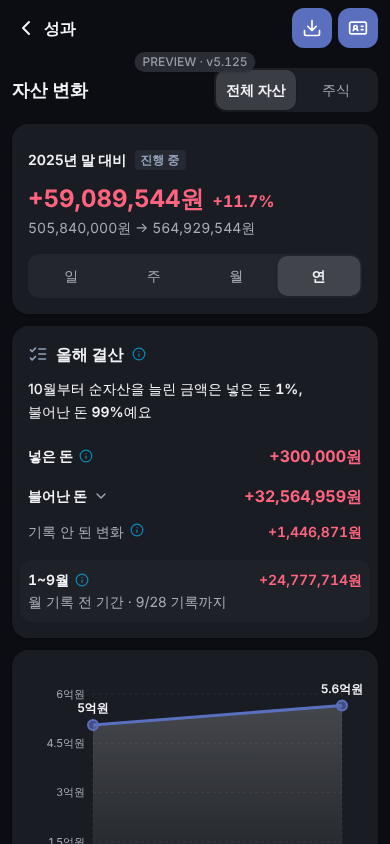 성과
PREVIEW · v5.125
자산 변화
전체 자산
주식
2025년 말 대비 진행 중
+59,089,544원 +11.7%
505,840,000원 → 564,929,544원
일 주 월 연
올해 결산
10월부터 순자산을 늘린 금액은 넣은 돈 1%,
불어난 돈 99%예요
넣은 돈 +300,000원
불어난 돈 +32,564,959원
기록 안 된 변화 +1,446,871원
1~9월 +24,777,714원
월 기록 전 기간 · 9/28 기록까지
5.6억원
6억원
5억원
4.5억원
3억원
1.5억원